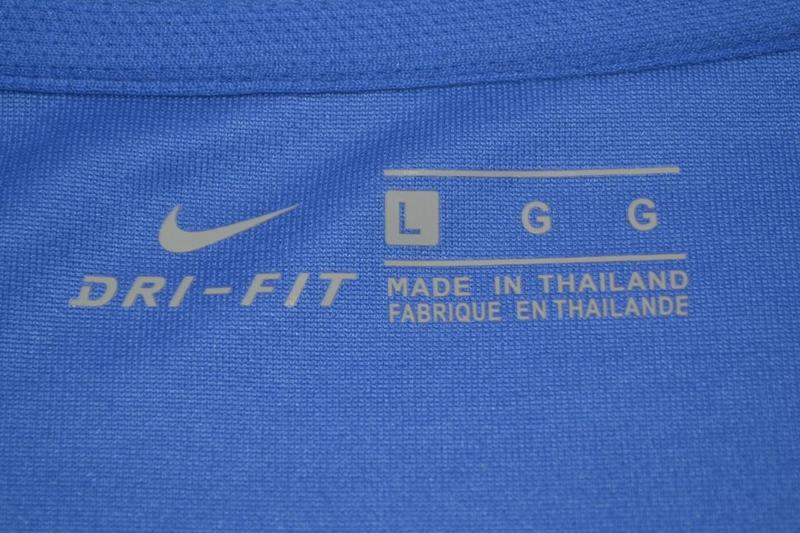 L G G
DRI-FIT
MADE IN THAILAND
FABRIQUE EN THAILANDE